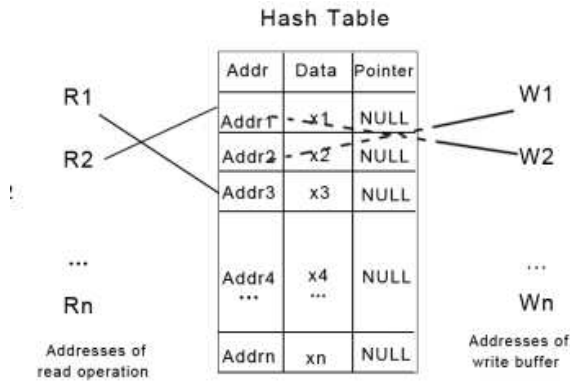 Hash Table
Addr Data Pointer
R1 Addr1 x1 NULL W1
R2 Addr2 x2 NULL W2
Addr3 x3 NULL
... Addr4 x4 NULL ...
... ...
Rn Addrn xn NULL Wn
Addresses of
read operation
Addresses of
write buffer